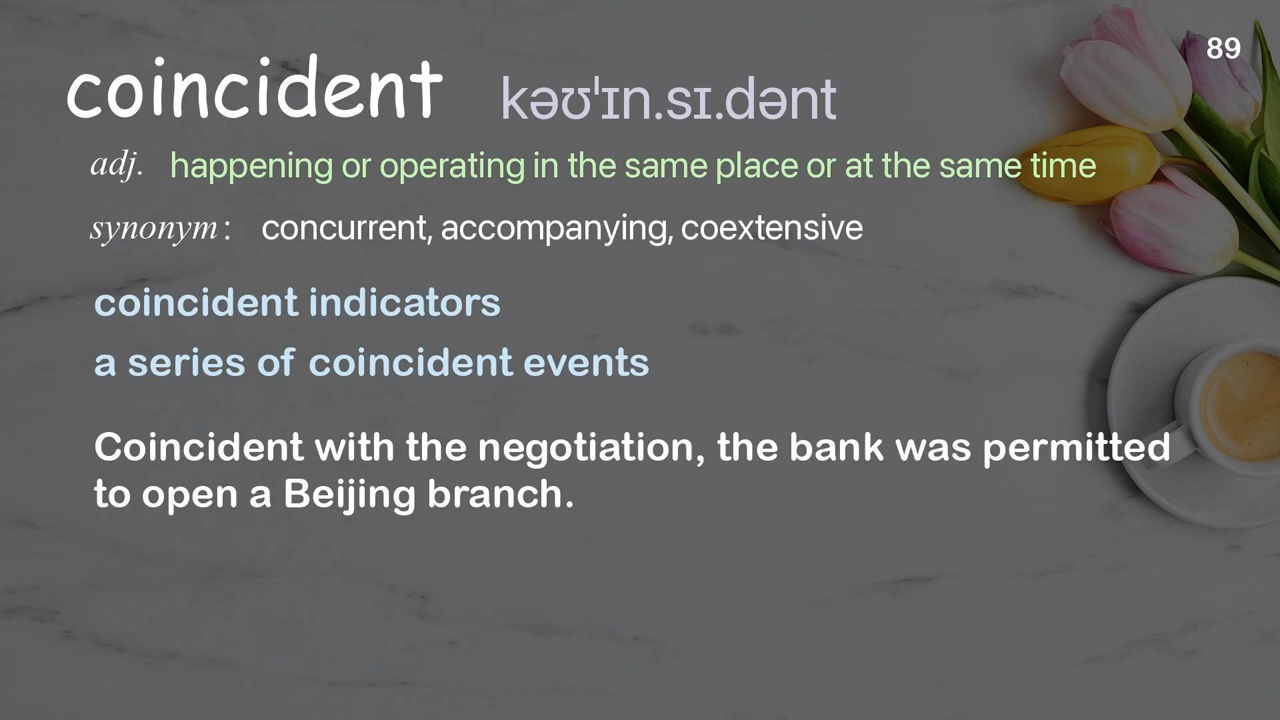 89
coincident kəʊˈɪn.sɪ.dənt
adj. happening or operating in the same place or at the same time
synonym: concurrent, accompanying, coextensive
coincident indicators
a series of coincident events
Coincident with the negotiation, the bank was permitted
to open a Beijing branch.